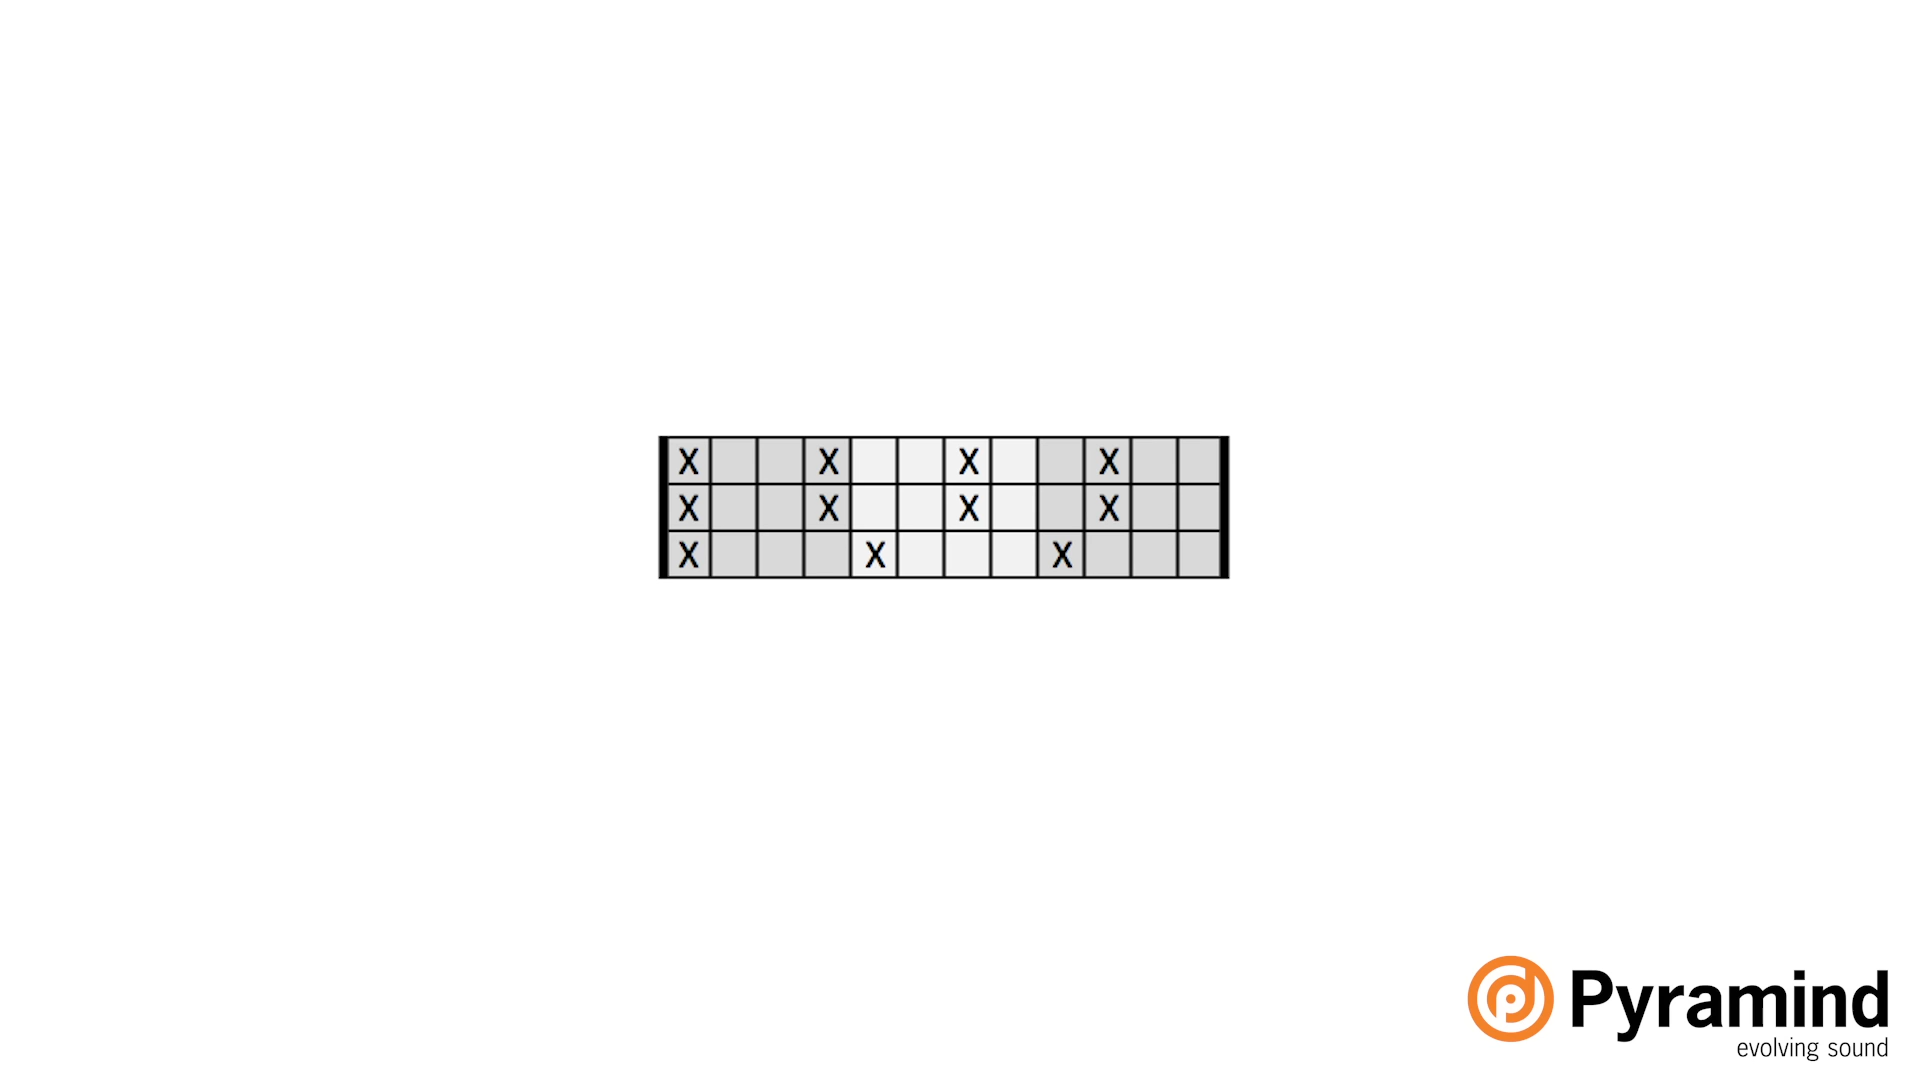 X X X X
X X X X
X X X
Pyramind
evolving sound